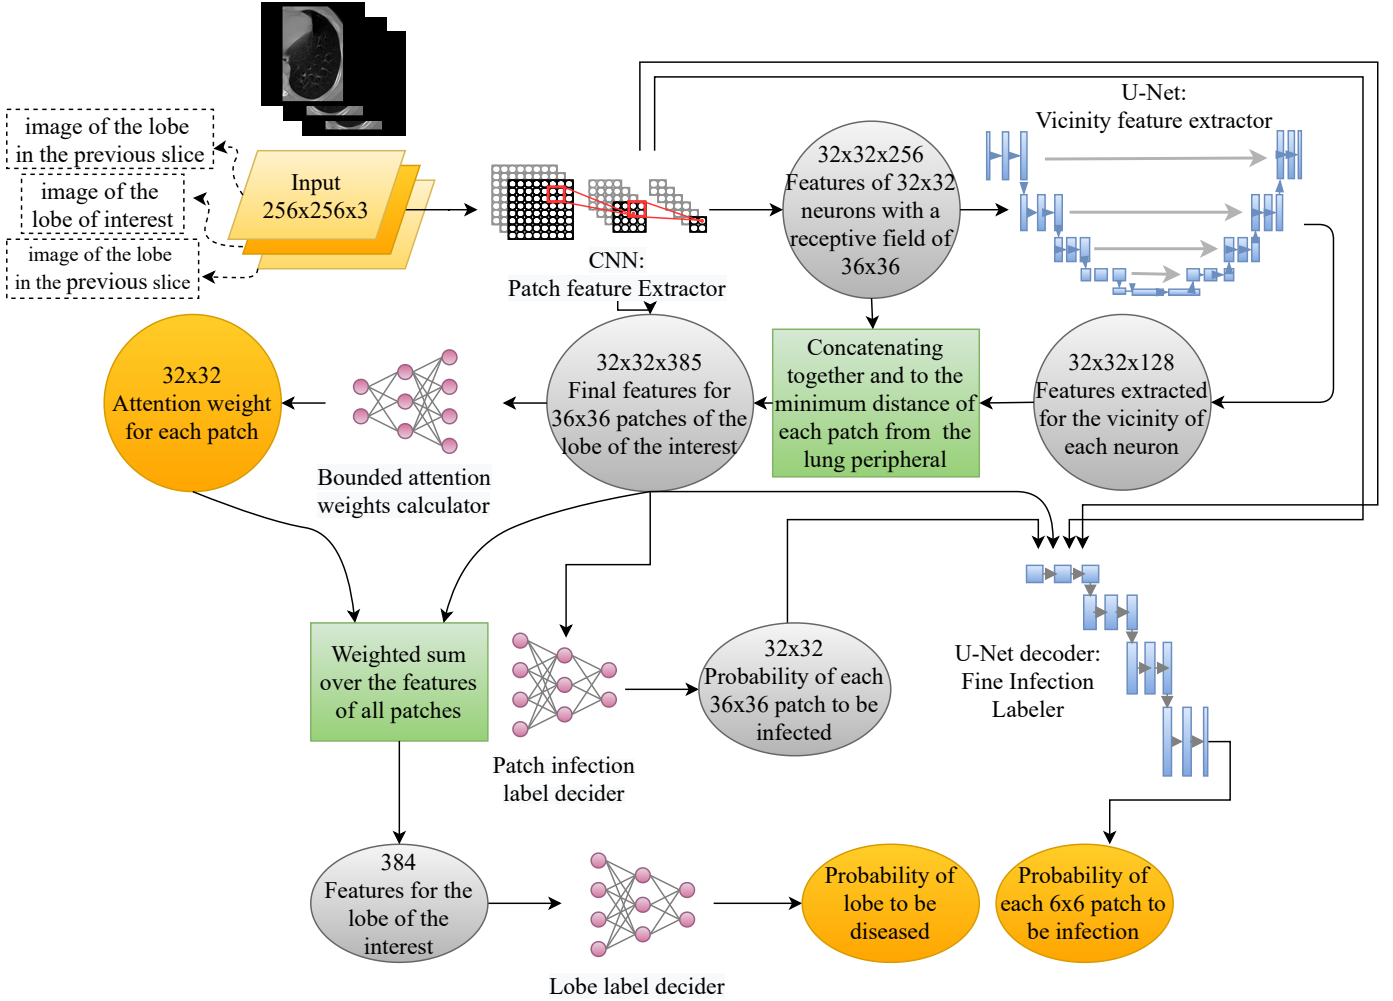 image of the lobe
in the previous slice
image of the
lobe of interest
image of the lobe
in the previous slice
Input
256x256x3
CNN:
Patch feature Extractor
32x32x256
Features of 32x32
neurons with a
receptive field of
36x36
U-Net:
Vicinity feature extractor
32x32
Attention weight
for each patch
Bounded attention
weights calculator
32x32x385
Final features for
36x36 patches of the
lobe of the interest
Concatenating
together and to the
minimum distance of
each patch from the
lung peripheral
32x32x128
Features extracted
for the vicinity of
each neuron
Weighted sum
over the features
of all patches
Patch infection
label decider
32x32
Probability of each
36x36 patch to be
infected
U-Net decoder:
Fine Infection
Labeler
384
Features for the
lobe of the
interest
Lobe label decider
Probability of
lobe to be
diseased
Probability of
each 6x6 patch to
be infection